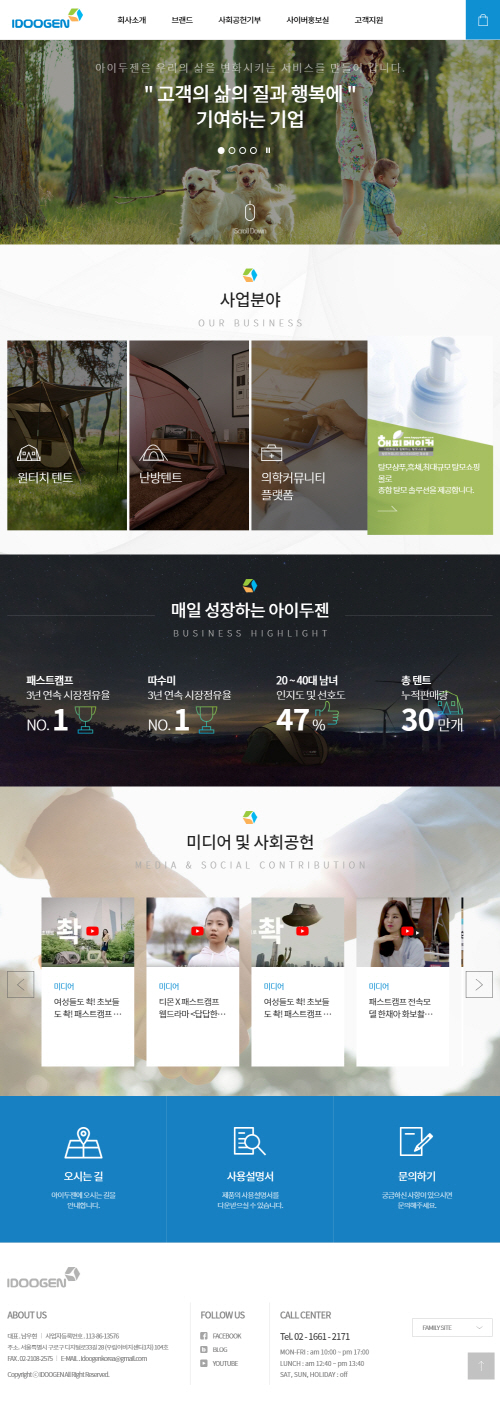 IDOOGEN
회사소개 브랜드 사회공헌기부 사이버홍보실 고객지원
아이두젠은 우리의 삶을 변화시키는 서비스를 만들어 갑니다.
" 고객의 삶의 질과 행복에 "
기여하는 기업
Scroll Down
사업분야
OUR BUSINESS
원터치 텐트
난방텐트
의학커뮤니티
플랫폼
해피메이커
탈모샴푸,흑채,최대규모 탈모쇼핑
몰로
종합 탈모 솔루션을 제공합니다.
매일 성장하는 아이두젠
BUSINESS HIGHLIGHT
패스트캠프
3년 연속 시장점유율
NO. 1
따수미
3년 연속 시장점유율
NO. 1
20 ~ 40대 남녀
인지도 및 선호도
47 %
총 텐트
누적판매량
30 만개
미디어 및 사회공헌
MEDIA & SOCIAL CONTRIBUTION
촥
촥
미디어
여성들도 촥! 초보들
도 촥! 패스트캠프 …
미디어
디온 X 패스트캠프
웹드라마 <답답한…
미디어
여성들도 촥! 초보들
도 촥! 패스트캠프 …
미디어
패스트캠프 전속모
델 한채아 화보촬…
오시는 길
아이두젠에 오시는 길을
안내합니다.
사용설명서
제품의 사용설명서를
다운받으실 수 있습니다.
문의하기
궁금하신 사항이 있으시면
문의해주세요.
IDOOGEN
ABOUT US
대표 . 남우원 | 사업자등록번호 . 113-86-13576
주소. 서울특별시 구로구 디지털로33길 28 (우림이비지센터1차) 104호
FAX . 02-2108-2575 | E-MAIL . idoogenkorea@gmail.com
Copyright ⓒ IDOOGEN All Right Reserved.
FOLLOW US
FACEBOOK
BLOG
YOUTUBE
CALL CENTER
Tel. 02 - 1661 - 2171
MON-FRI : am 10:00 ~ pm 17:00
LUNCH : am 12:40 ~ pm 13:40
SAT, SUN, HOLIDAY : off
FAMILY SITE